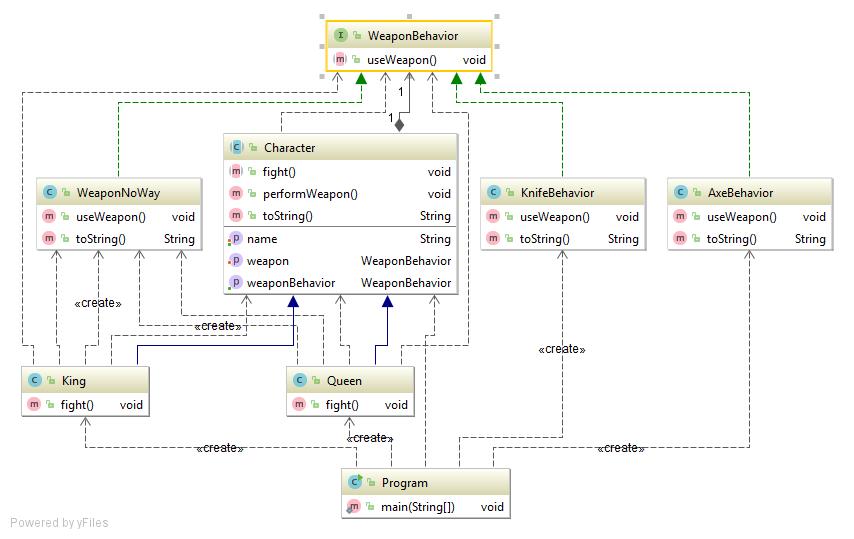 WeaponBehavior
useWeapon() void
1
1
Character
fight() void
performWeapon() void
toString() String
name String
weapon WeaponBehavior
weaponBehavior WeaponBehavior
WeaponNoWay
useWeapon() void
toString() String
KnifeBehavior
useWeapon() void
toString() String
AxeBehavior
useWeapon() void
toString() String
«create»
«create»
«create»
King
fight() void
Queen
fight() void
«create»
«create»
«create»
Program
main(String[]) void
Powered by yFiles